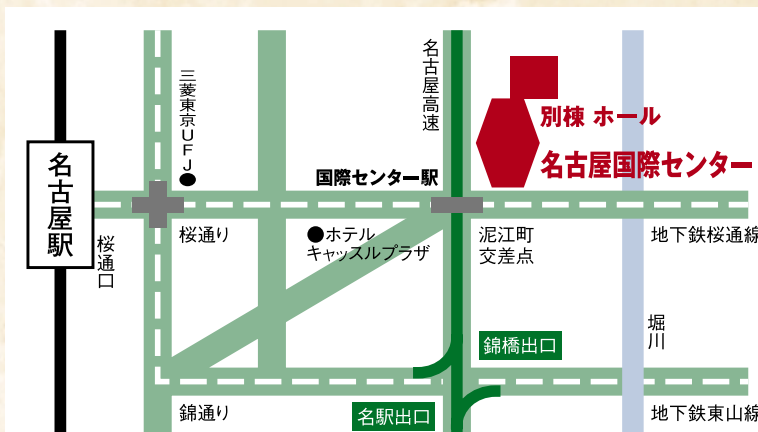 名古屋駅
桜通口
三菱東京UFJ
名古屋高速
別棟 ホール
名古屋国際センター
国際センター駅
桜通り
ホテル
キャッスルプラザ
泥江町
交差点
地下鉄桜通線
堀川
錦橋出口
錦通り
名駅出口
地下鉄東山線